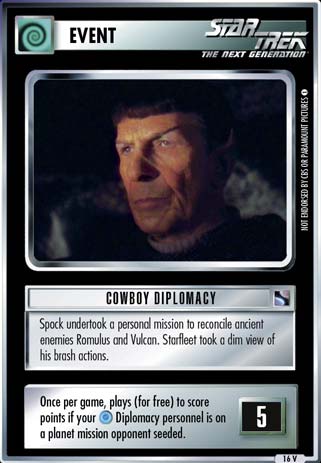 EVENT
STAR TREK
THE NEXT GENERATION®
NOT ENDORSED BY CBS OR PARAMOUNT PICTURES
COWBOY DIPLOMACY
Spock undertook a personal mission to reconcile ancient
enemies Romulus and Vulcan. Starfleet took a dim view of
his brash actions.
Once per game, plays (for free) to score
points if your Diplomacy personnel is on
a planet mission opponent seeded.
5
16 V